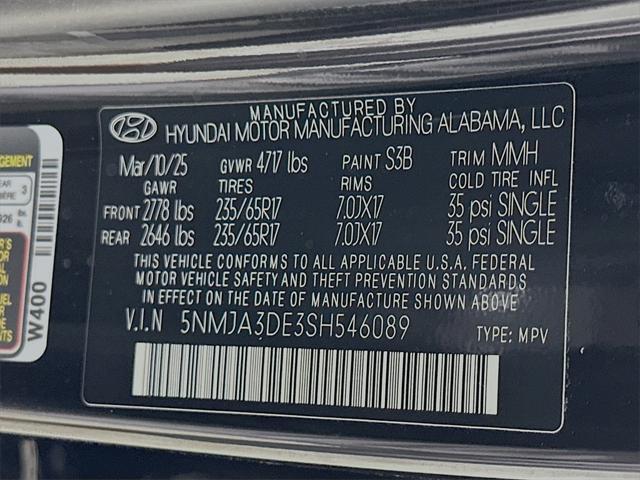 MANUFACTURED BY
HYUNDAI MOTOR MANUFACTURING ALABAMA, LLC
Mar/10/25 GVWR 4717 lbs PAINT S3B TRIM MMH
GAWR TIRES RIMS COLD TIRE INFL
FRONT 2778 lbs 235/65R17 7.0JX17 35 psi SINGLE
REAR 2646 lbs 235/65R17 7.0JX17 35 psi SINGLE
THIS VEHICLE CONFORMS TO ALL APPLICABLE U.S.A. FEDERAL
MOTOR VEHICLE SAFETY AND THEFT PREVENTION STANDARDS
IN EFFECT ON THE DATE OF MANUFACTURE SHOWN ABOVE
V.I.N 5NMJA3DE3SH546089 TYPE: MPV
3
W400